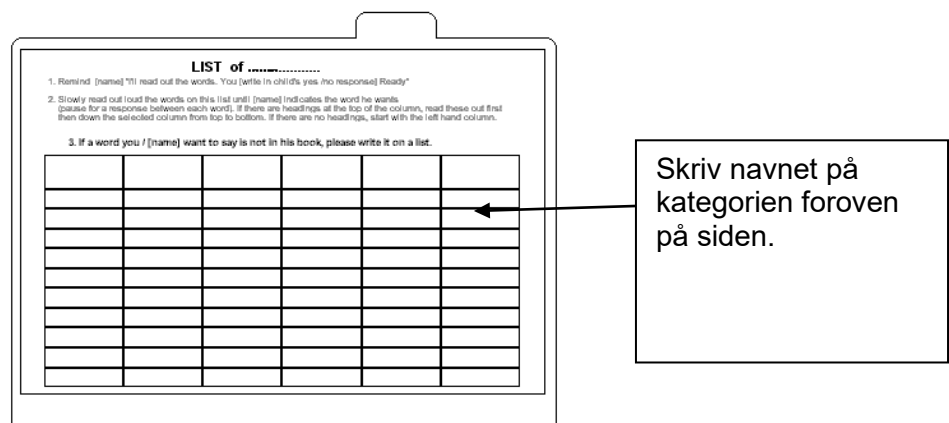 LIST of ......................
1. Remind [name] "I'll read out the words. You [write in child's yes /no response] Ready"
2. Slowly read out loud the words on this list until [name] indicates the word he wants
(pause for a response between each word). If there are headings at the top of the column, read these out first
then down the selected column from top to bottom. If there are no headings, start with the left hand column.
3. If a word you / [name] want to say is not in his book, please write it on a list.
Skriv navnet på
kategorien foroven
på siden.